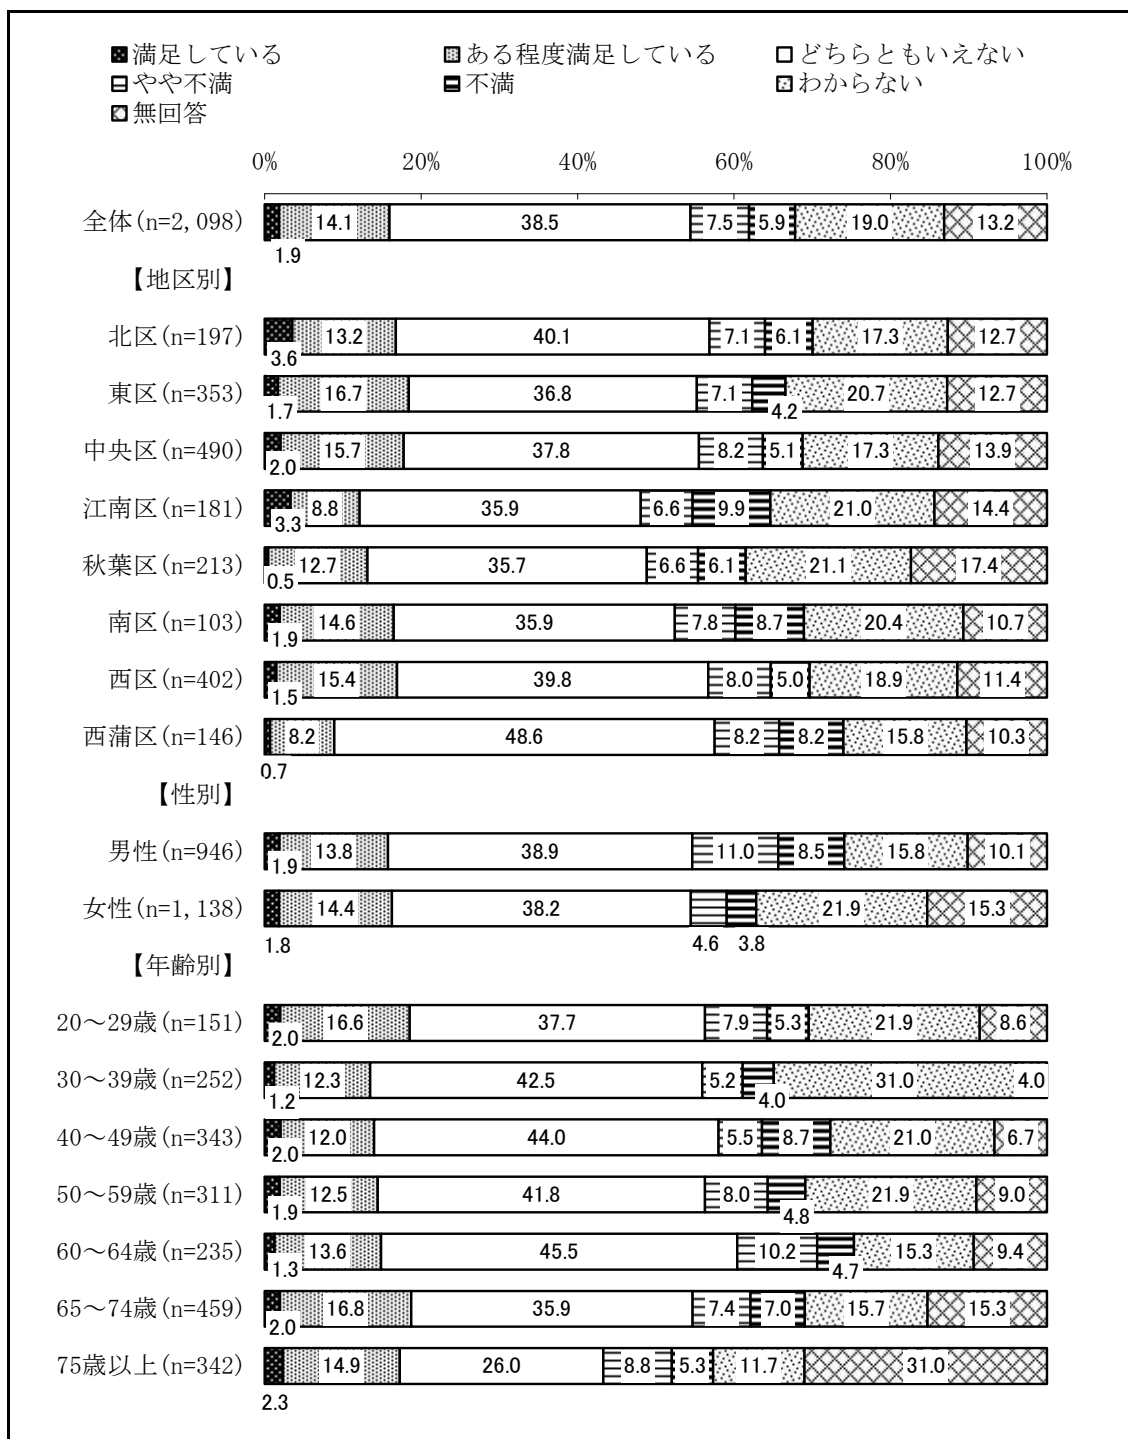 満足している ある程度満足している どちらともいえない
やや不満 不満 わからない
無回答
0% 20% 40% 60% 80% 100%
全体(n=2,098) 14.1 38.5 7.5 5.9 19.0 13.2
1.9
【地区別】
北区(n=197) 13.2 40.1 7.1 6.1 17.3 12.7
3.6
東区(n=353) 16.7 36.8 7.1 20.7 12.7
1.7 4.2
中央区(n=490) 15.7 37.8 8.2 5.1 17.3 13.9
2.0
江南区(n=181) 8.8 35.9 6.6 9.9 21.0 14.4
3.3
秋葉区(n=213) 12.7 35.7 6.6 6.1 21.1 17.4
0.5
南区(n=103) 14.6 35.9 7.8 8.7 20.4 10.7
1.9
西区(n=402) 15.4 39.8 8.0 5.0 18.9 11.4
1.5
西蒲区(n=146) 8.2 48.6 8.2 8.2 15.8 10.3
0.7
【性別】
男性(n=946) 13.8 38.9 11.0 8.5 15.8 10.1
1.9
女性(n=1,138) 14.4 38.2 21.9 15.3
1.8 4.6 3.8
【年齢別】
20～29歳(n=151) 16.6 37.7 7.9 5.3 21.9 8.6
2.0
30～39歳(n=252) 12.3 42.5 5.2 31.0 4.0
1.2 4.0
40～49歳(n=343) 12.0 44.0 5.5 8.7 21.0 6.7
2.0
50～59歳(n=311) 12.5 41.8 8.0 21.9 9.0
1.9 4.8
60～64歳(n=235) 13.6 45.5 10.2 15.3 9.4
1.3 4.7
65～74歳(n=459) 16.8 35.9 7.4 7.0 15.7 15.3
2.0
75歳以上(n=342) 14.9 26.0 8.8 5.3 11.7 31.0
2.3